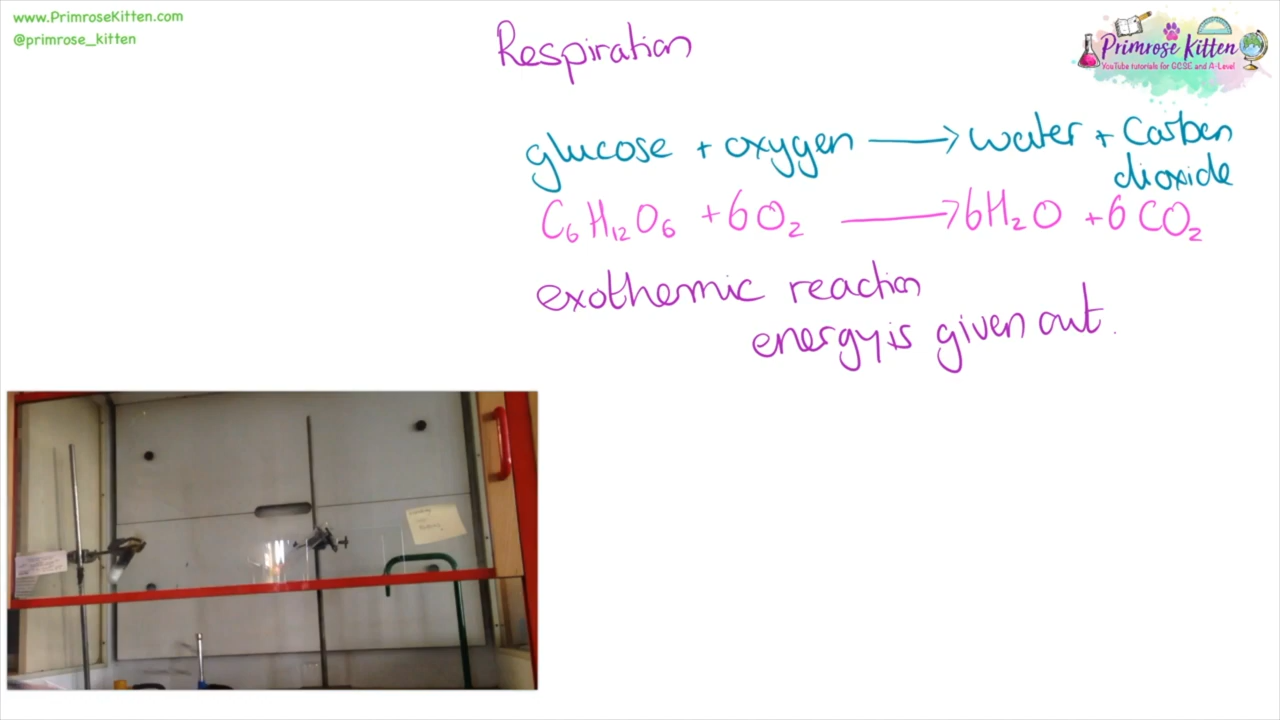 www.PrimroseKitten.com
@primrose_kitten
Respiration
Primrose Kitten
YouTube tutorials for GCSE and A-Level
glucose + oxygen ⟶ water + Carbon
dioxide
C₆H₁₂O₆ + 6O₂ ⟶ 6H₂O + 6CO₂
exothemic reaction
energy is given out.